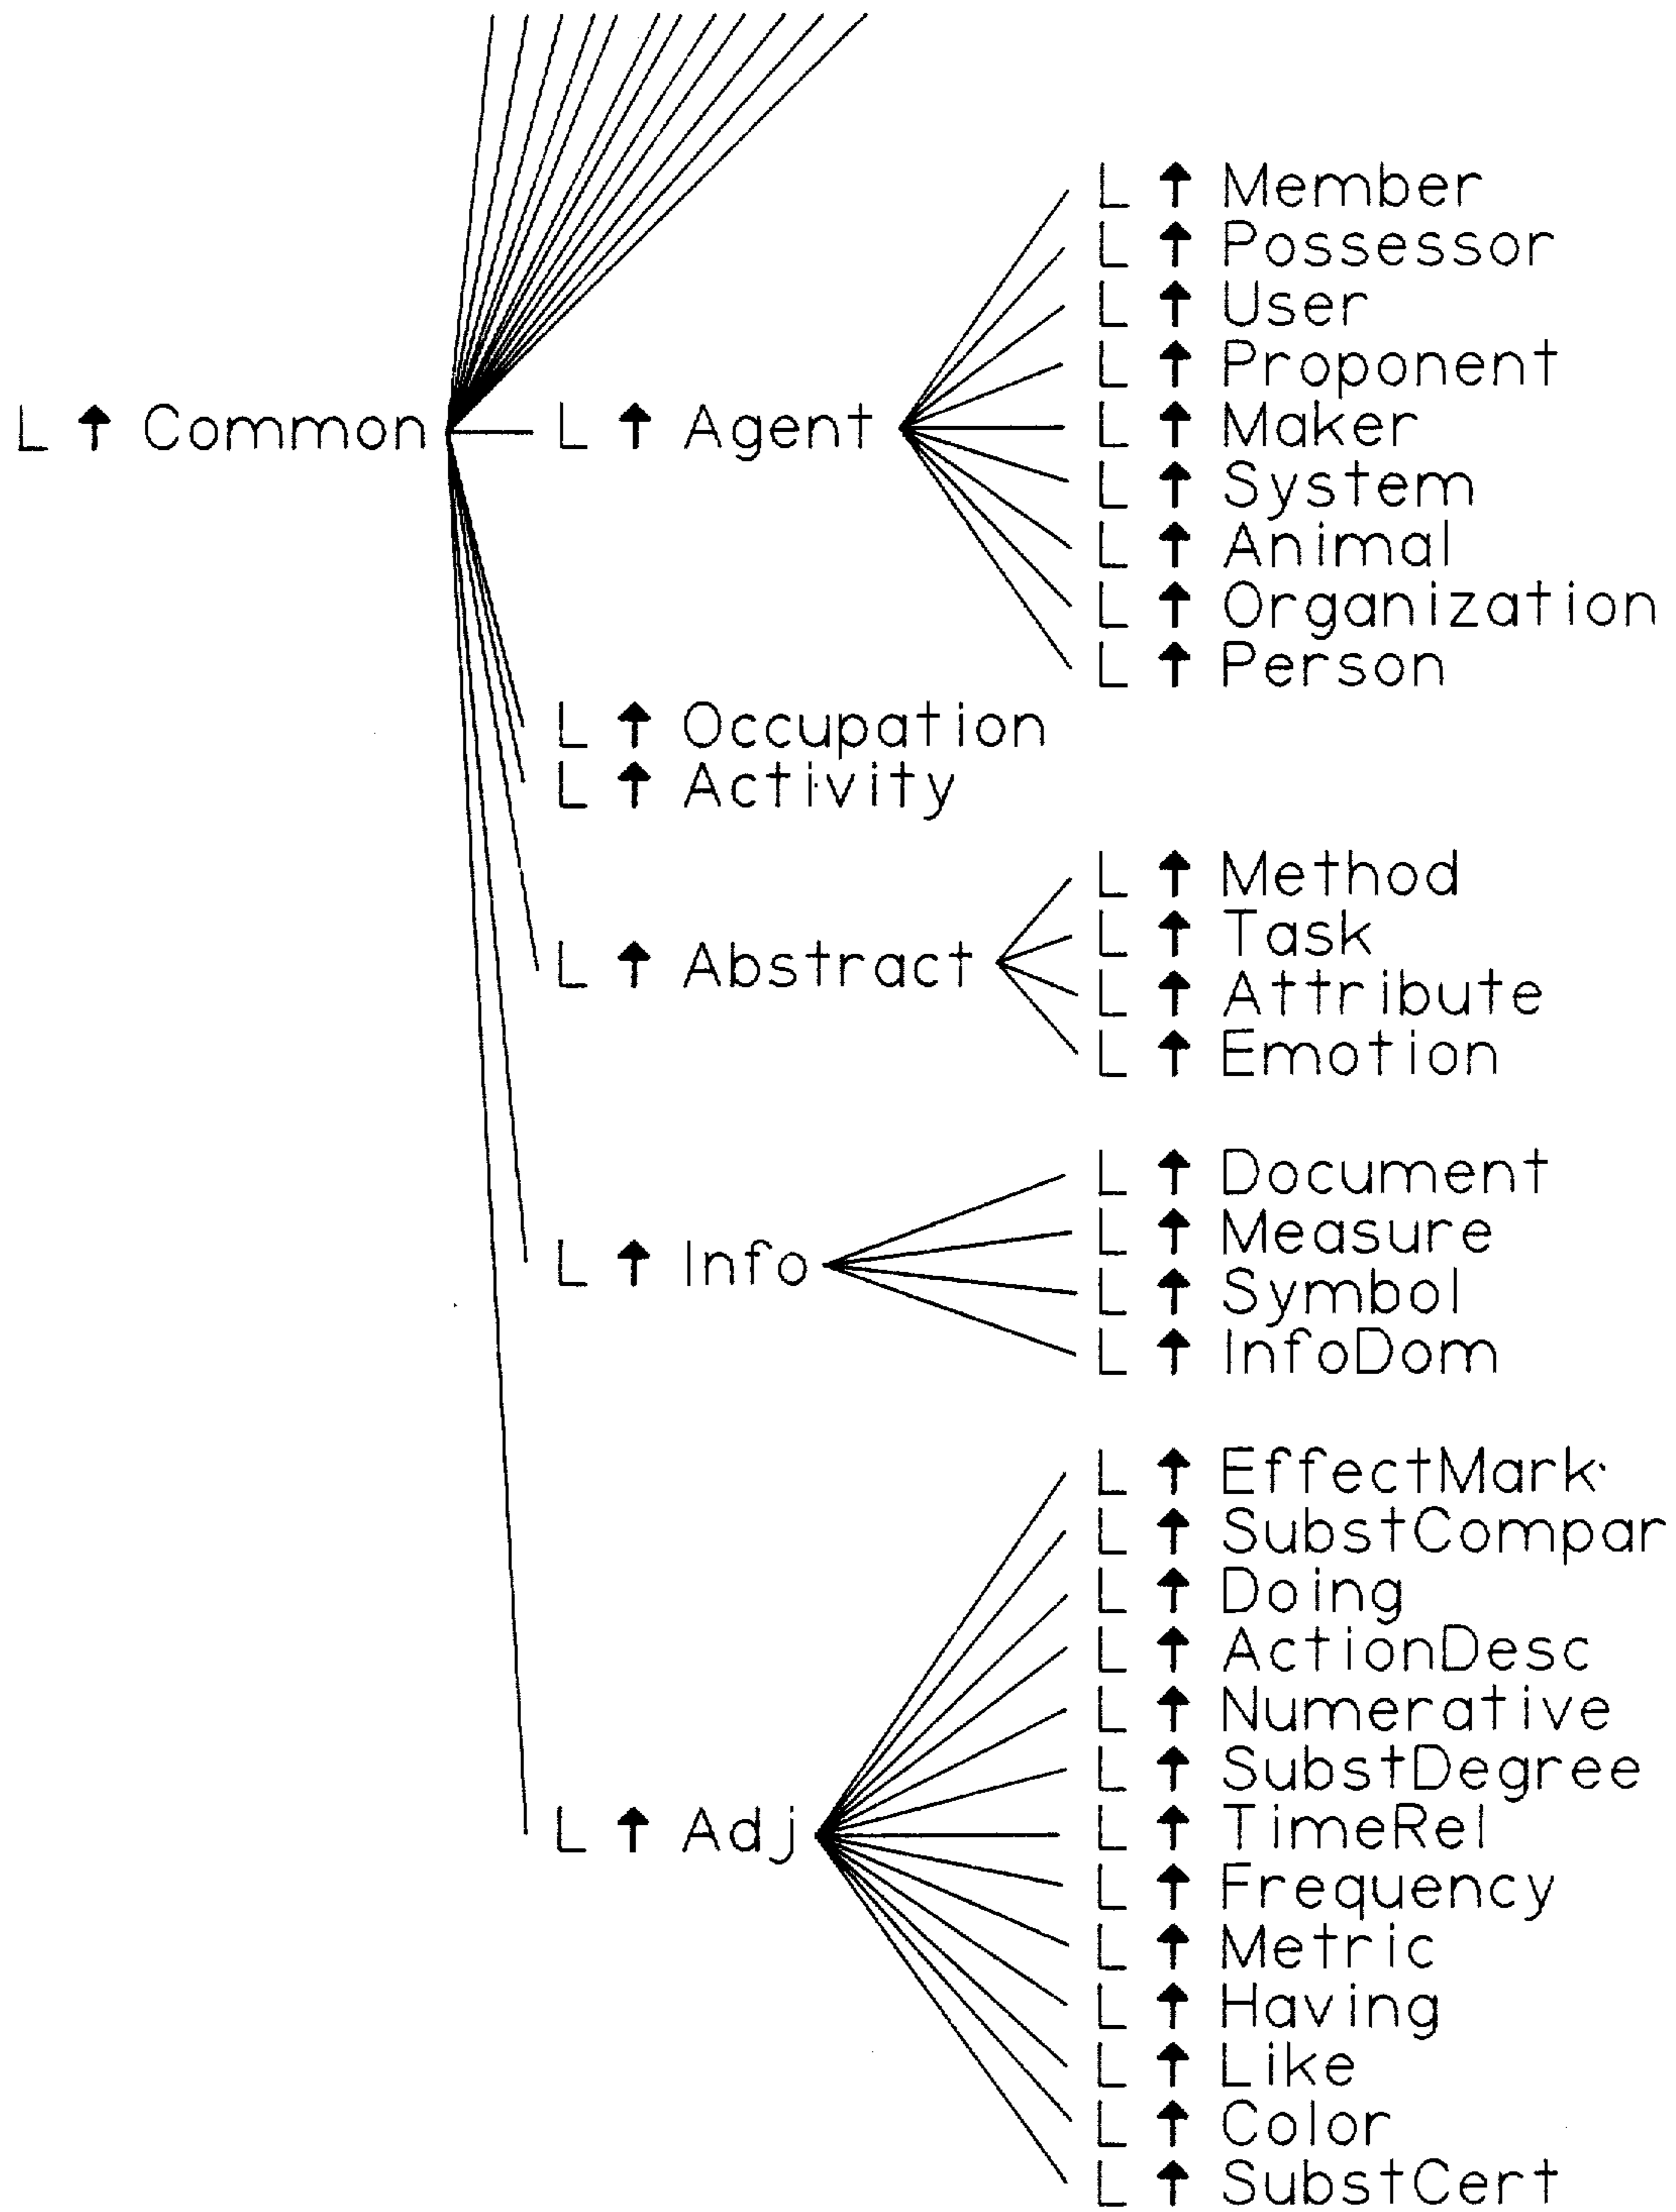 L ↑ Member
L ↑ Possessor
L ↑ User
L ↑ Proponent
L ↑ Common
L ↑ Agent
L ↑ Maker
L ↑ System
L ↑ Animal
L ↑ Organization
L ↑ Person
L ↑ Occupation
L ↑ Activity
L ↑ Method
L ↑ Task
L ↑ Abstract
L ↑ Attribute
L ↑ Emotion
L ↑ Document
L ↑ Measure
L ↑ Info
L ↑ Symbol
L ↑ InfoDom
L ↑ EffectMark
L ↑ SubstCompar
L ↑ Doing
L ↑ ActionDesc
L ↑ Numerative
L ↑ SubstDegree
L ↑ Adj
L ↑ TimeRel
L ↑ Frequency
L ↑ Metric
L ↑ Having
L ↑ Like
L ↑ Color
L ↑ SubstCert